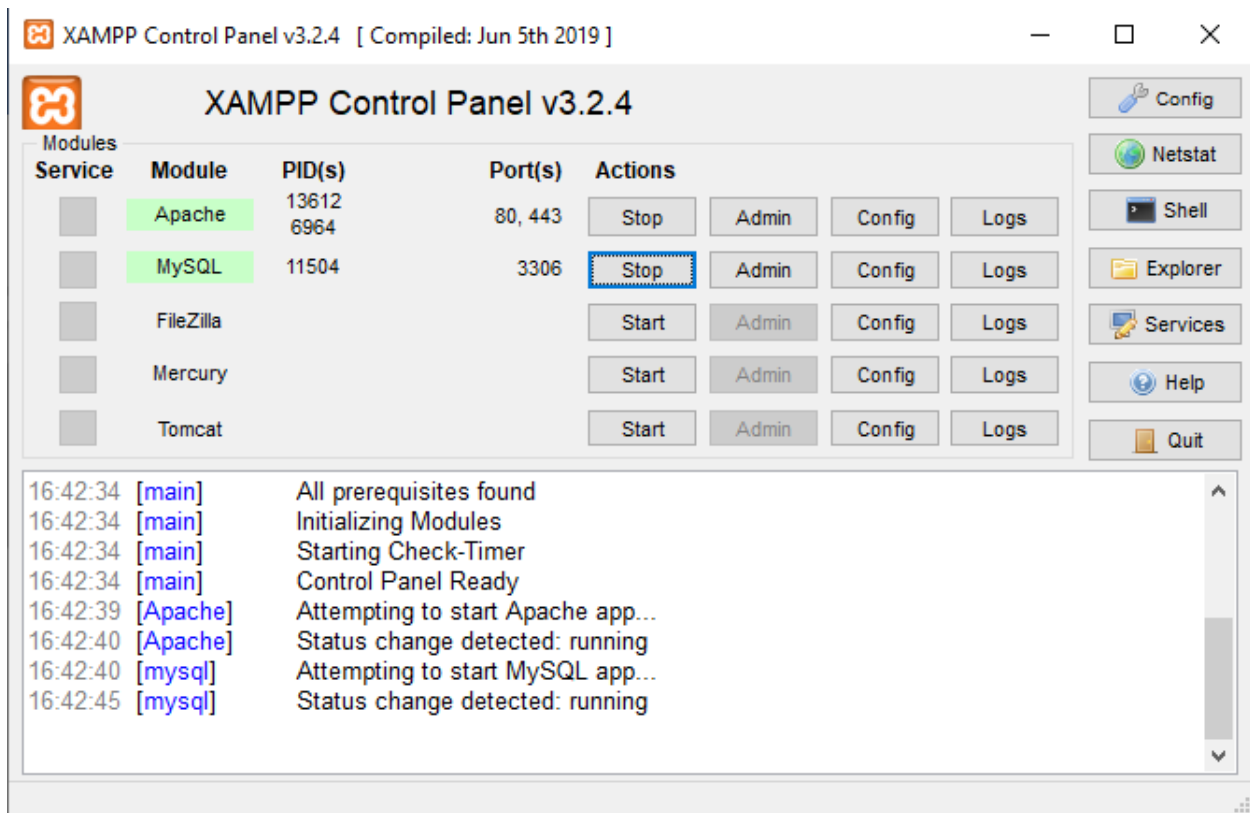 XAMPP Control Panel v3.2.4 [ Compiled: Jun 5th 2019 ]
XAMPP Control Panel v3.2.4
Config
Modules
Netstat
Service Module PID(s) Port(s) Actions
Apache 13612 6964 80, 443 Stop Admin Config Logs
Shell
MySQL 11504 3306 Stop Admin Config Logs
Explorer
FileZilla Start Admin Config Logs
Services
Mercury Start Admin Config Logs
Help
Tomcat Start Admin Config Logs
Quit
16:42:34 [main] All prerequisites found
16:42:34 [main] Initializing Modules
16:42:34 [main] Starting Check-Timer
16:42:34 [main] Control Panel Ready
16:42:39 [Apache] Attempting to start Apache app...
16:42:40 [Apache] Status change detected: running
16:42:40 [mysql] Attempting to start MySQL app...
16:42:45 [mysql] Status change detected: running